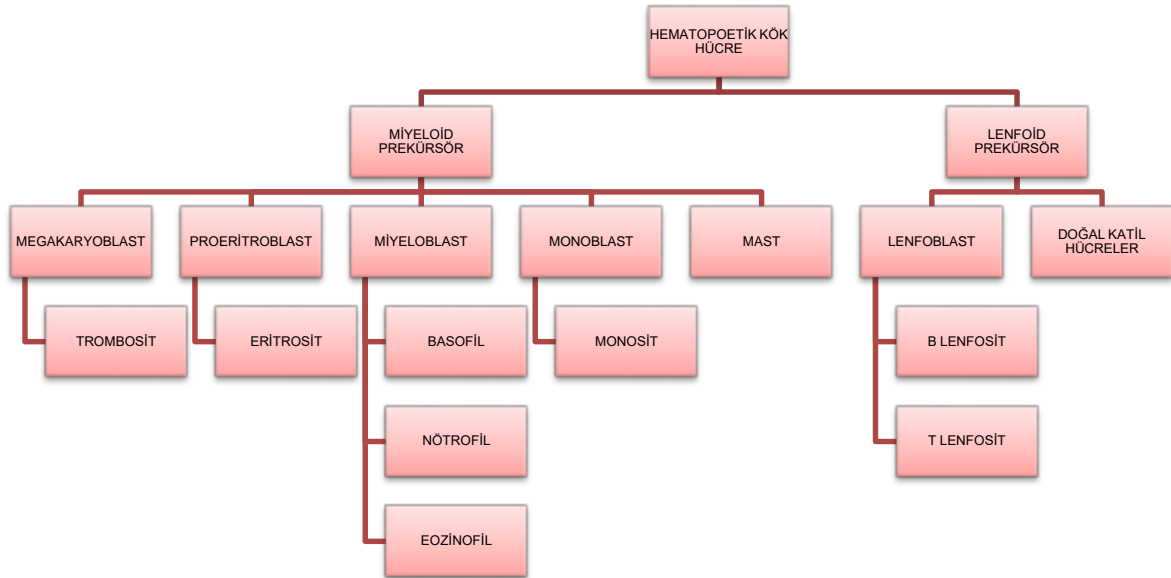 HEMATOPOETİK KÖK
HÜCRE
MİYELOİD
PREKÜRSÖR
LENFOİD
PREKÜRSÖR
MEGAKARYOBLAST
PROERİTROBLAST
MİYELOBLAST
MONOBLAST
MAST
LENFOBLAST
DOĞAL KATİL
HÜCRELER
TROMBOSİT
ERİTROSİT
BASOFİL
MONOSİT
B LENFOSİT
NÖTROFİL
T LENFOSİT
EOZİNOFİL